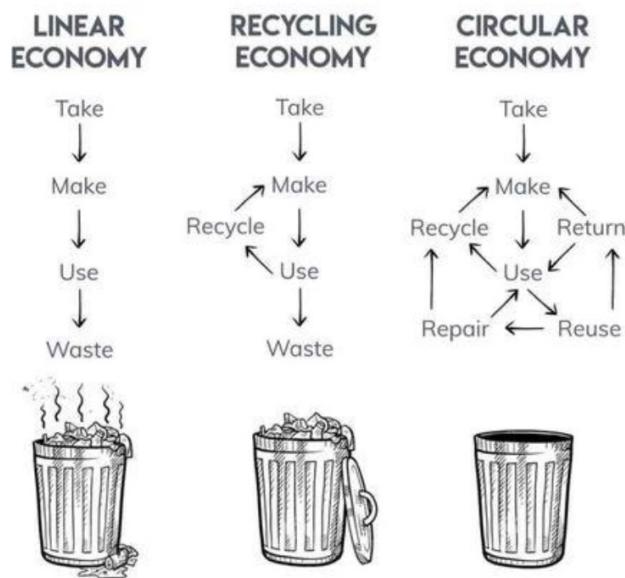 LINEAR
ECONOMY
Take
Make
Use
Waste
RECYCLING
ECONOMY
Take
Make
Recycle
Use
Waste
CIRCULAR
ECONOMY
Take
Make
Recycle
Return
Use
Repair
Reuse